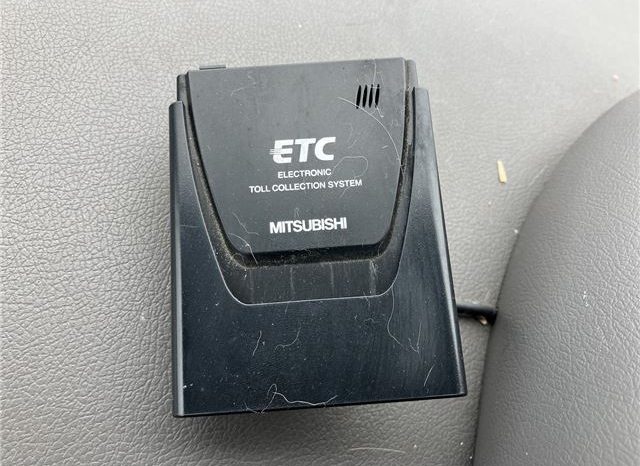 ETC
ELECTRONIC
TOLL COLLECTION SYSTEM
MITSUBISHI